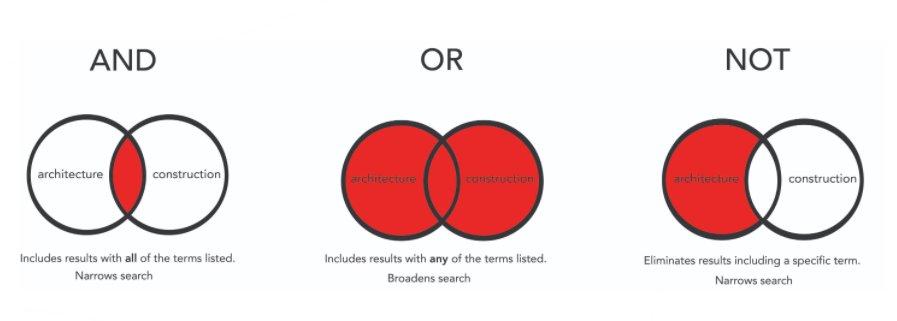 AND
architecture
construction
Includes results with all of the terms listed.
Narrows search
OR
architecture
construction
Includes results with any of the terms listed.
Broadens search
NOT
architecture
construction
Eliminates results including a specific term.
Narrows search